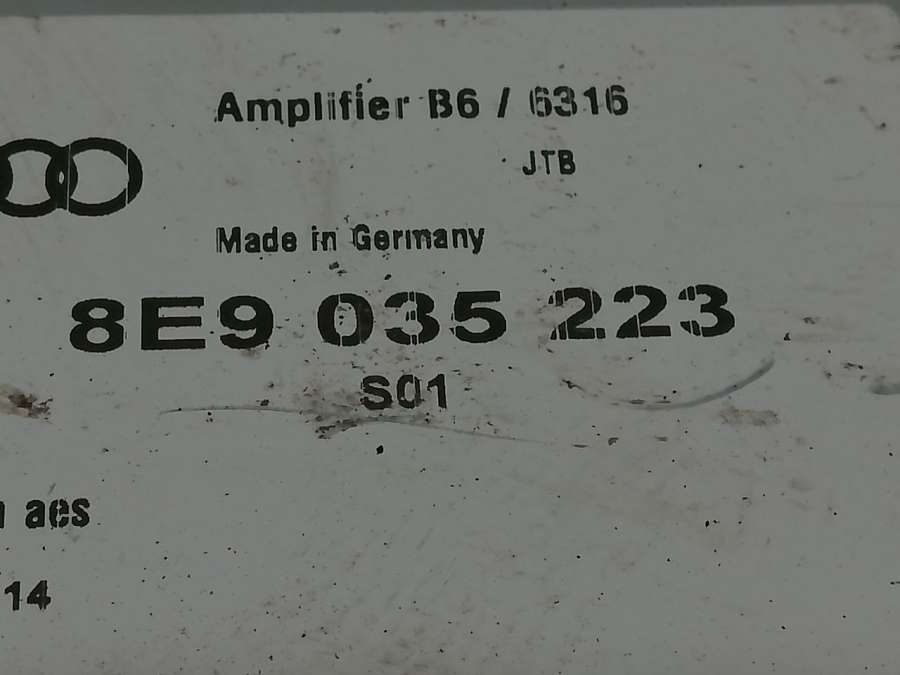 Amplifier B6 / 6316
JTB
Made in Germany
8E9 035 223
S01
aes
14